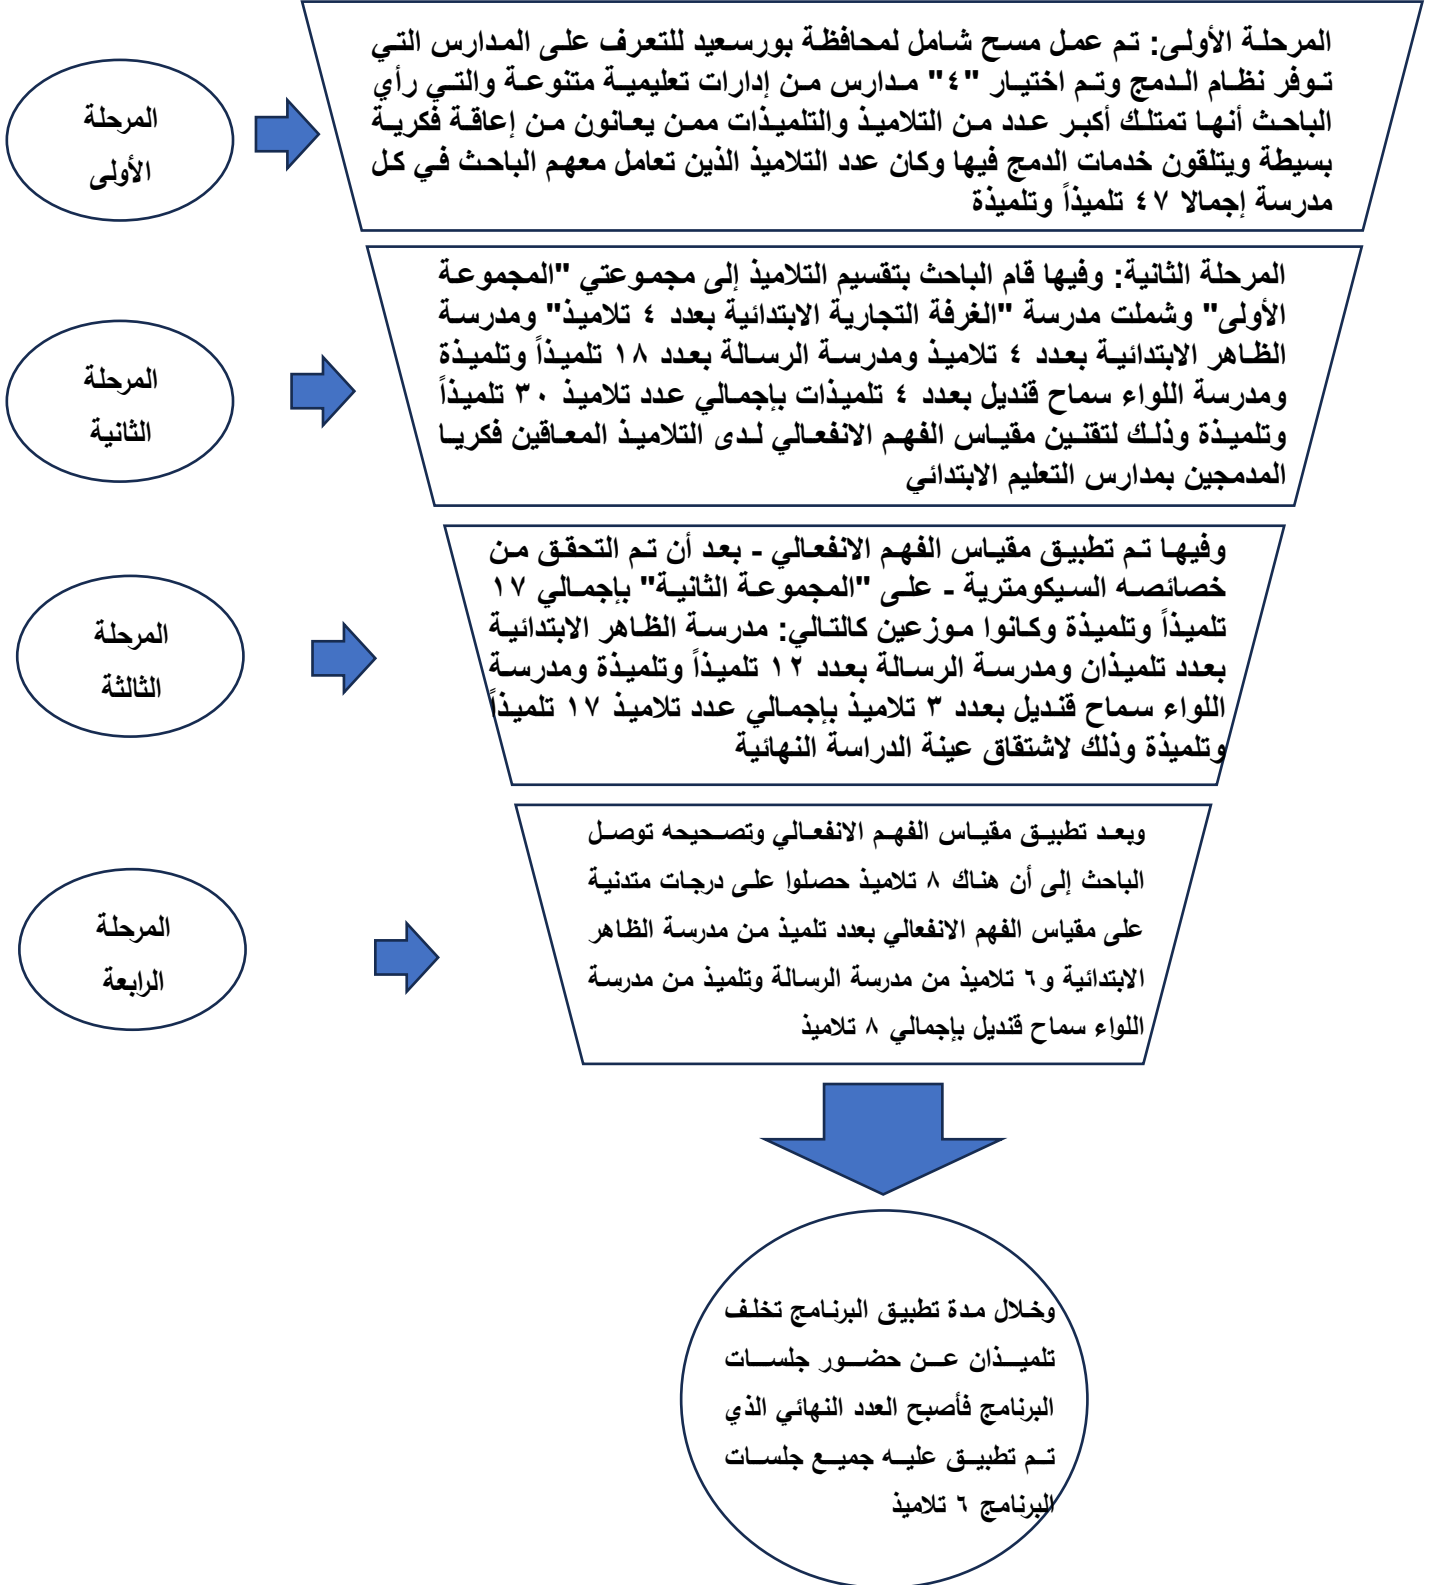 المرحلة
الأولى
المرحلة الأولى: تم عمل مسح شامل لمحافظة بورسعيد للتعرف على المدارس التي
توفر نظام الدمج وتم اختيار "٤" مدارس من إدارات تعليمية متنوعة والتي رأي
الباحث أنها تمتلك أكبر عدد من التلاميذ والتلميذات ممن يعانون من إعاقة فكرية
بسيطة ويتلقون خدمات الدمج فيها وكان عدد التلاميذ الذين تعامل معهم الباحث في كل
مدرسة إجمالا ٤٧ تلميذاً وتلميذة
المرحلة
الثانية
المرحلة الثانية: وفيها قام الباحث بتقسيم التلاميذ إلى مجموعتي "المجموعة
الأولى" وشملت مدرسة "الغرفة التجارية الابتدائية بعدد ٤ تلاميذ" ومدرسة
الظاهر الابتدائية بعدد ٤ تلاميذ ومدرسة الرسالة بعدد ١٨ تلميذاً وتلميذة
ومدرسة اللواء سماح قنديل بعدد ٤ تلميذات بإجمالي عدد تلاميذ ٣٠ تلميذاً
وتلميذة وذلك لتقنين مقياس الفهم الانفعالي لدى التلاميذ المعاقين فكريا
المدمجين بمدارس التعليم الابتدائي
المرحلة
الثالثة
وفيها تم تطبيق مقياس الفهم الانفعالي - بعد أن تم التحقق من
خصائصه السيكومترية - على "المجموعة الثانية" بإجمالي ١٧
تلميذاً وتلميذة وكانوا موزعين كالتالي: مدرسة الظاهر الابتدائية
بعدد تلميذان ومدرسة الرسالة بعدد ١٢ تلميذاً وتلميذة ومدرسة
اللواء سماح قنديل بعدد ٣ تلاميذ بإجمالي عدد تلاميذ ١٧ تلميذاً
وتلميذة وذلك لاشتقاق عينة الدراسة النهائية
المرحلة
الرابعة
وبعد تطبيق مقياس الفهم الانفعالي وتصحيحه توصل
الباحث إلى أن هناك ٨ تلاميذ حصلوا على درجات متدنية
على مقياس الفهم الانفعالي بعدد تلميذ من مدرسة الظاهر
الابتدائية و٦ تلاميذ من مدرسة الرسالة وتلميذ من مدرسة
اللواء سماح قنديل بإجمالي ٨ تلاميذ
وخلال مدة تطبيق البرنامج تخلف
تلميذان عن حضور جلسات
البرنامج فأصبح العدد النهائي الذي
تم تطبيق عليه جميع جلسات
البرنامج ٦ تلاميذ